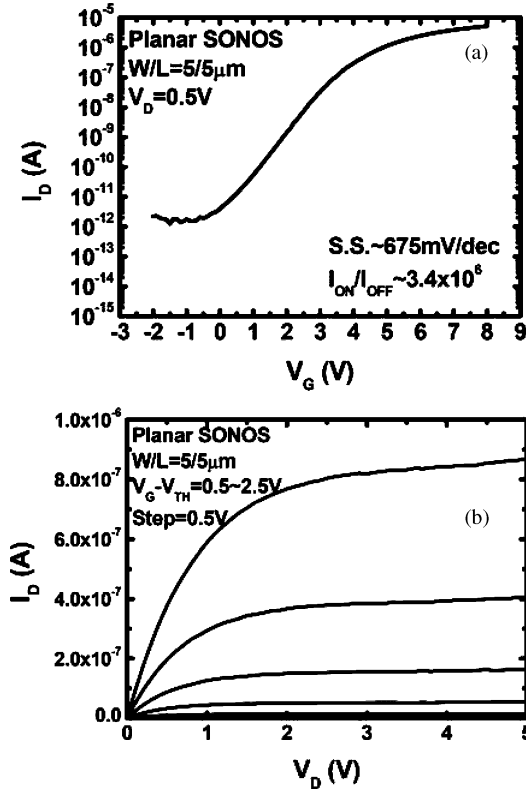 10⁻⁵
10⁻⁶
10⁻⁷
10⁻⁸
10⁻⁹
10⁻¹⁰
10⁻¹¹
10⁻¹²
10⁻¹³
10⁻¹⁴
10⁻¹⁵
I_D (A)
Planar SONOS
W/L=5/5μm
V_D=0.5V
(a)
S.S.~675mV/dec
I_ON/I_OFF~3.4x10⁶
-3 -2 -1 0 1 2 3 4 5 6 7 8 9
V_G (V)
1.0x10⁻⁶
8.0x10⁻⁷
6.0x10⁻⁷
4.0x10⁻⁷
2.0x10⁻⁷
0.0
I_D (A)
Planar SONOS
W/L=5/5μm
V_G-V_TH=0.5~2.5V
Step=0.5V
(b)
0 1 2 3 4 5
V_D (V)